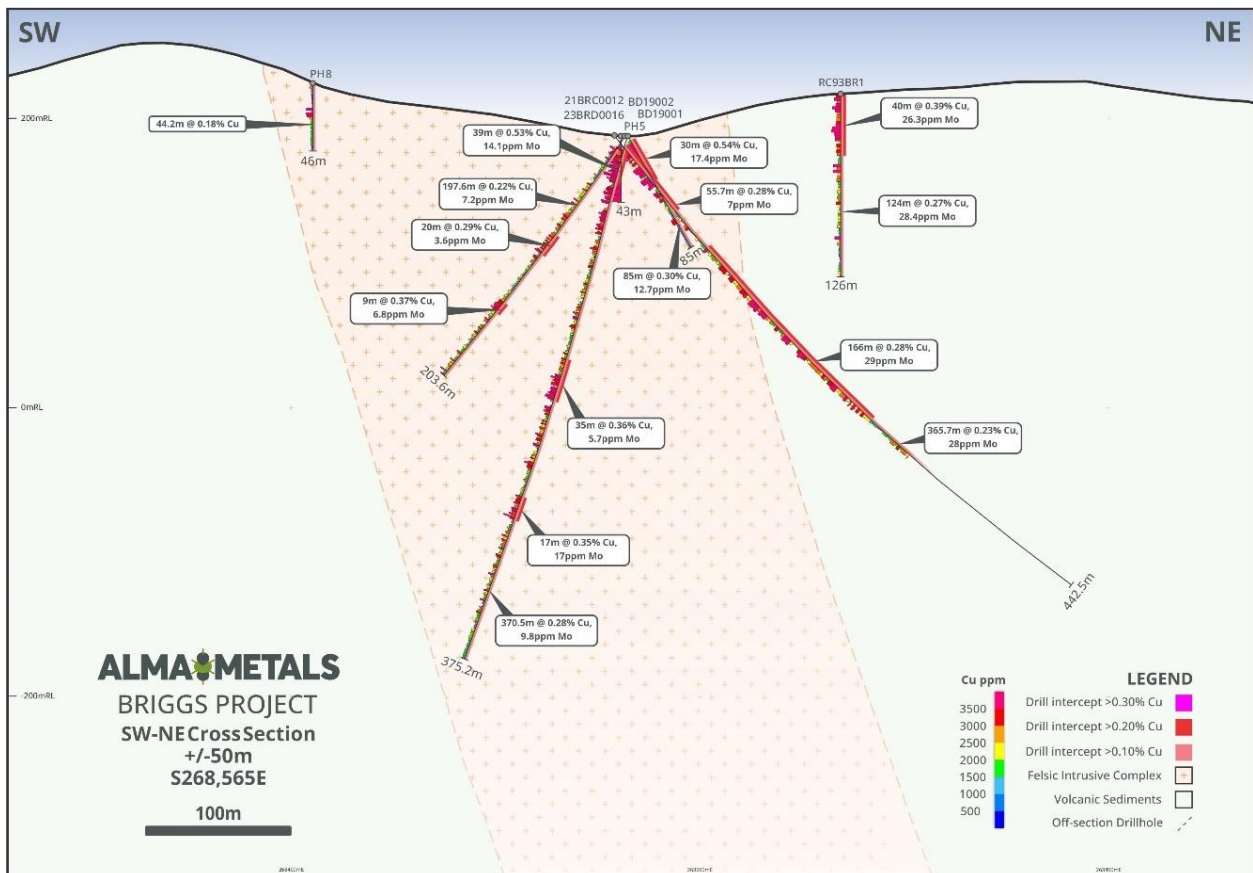 SW
NE
PH8
RC93BR1
21BRC0012
BD19002
23BRD0016
BD19001
PH5
200mRL
44.2m @ 0.18% Cu
46m
39m @ 0.53% Cu,
14.1ppm Mo
30m @ 0.54% Cu,
17.4ppm Mo
40m @ 0.39% Cu,
26.3ppm Mo
197.6m @ 0.22% Cu,
7.2ppm Mo
55.7m @ 0.28% Cu,
7ppm Mo
124m @ 0.27% Cu,
28.4ppm Mo
43m
20m @ 0.29% Cu,
3.6ppm Mo
85m
85m @ 0.30% Cu,
12.7ppm Mo
126m
9m @ 0.37% Cu,
6.8ppm Mo
203.6m
166m @ 0.28% Cu,
29ppm Mo
0mRL
35m @ 0.36% Cu,
5.7ppm Mo
365.7m @ 0.23% Cu,
28ppm Mo
17m @ 0.35% Cu,
17ppm Mo
442.5m
370.5m @ 0.28% Cu,
9.8ppm Mo
375.2m
-200mRL
ALMA METALS
BRIGGS PROJECT
SW-NE Cross Section
+/-50m
S268,565E
100m
Cu ppm
3500
3000
2500
2000
1500
1000
500
LEGEND
Drill intercept >0.30% Cu
Drill intercept >0.20% Cu
Drill intercept >0.10% Cu
Felsic Intrusive Complex
Volcanic Sediments
Off-section Drillhole